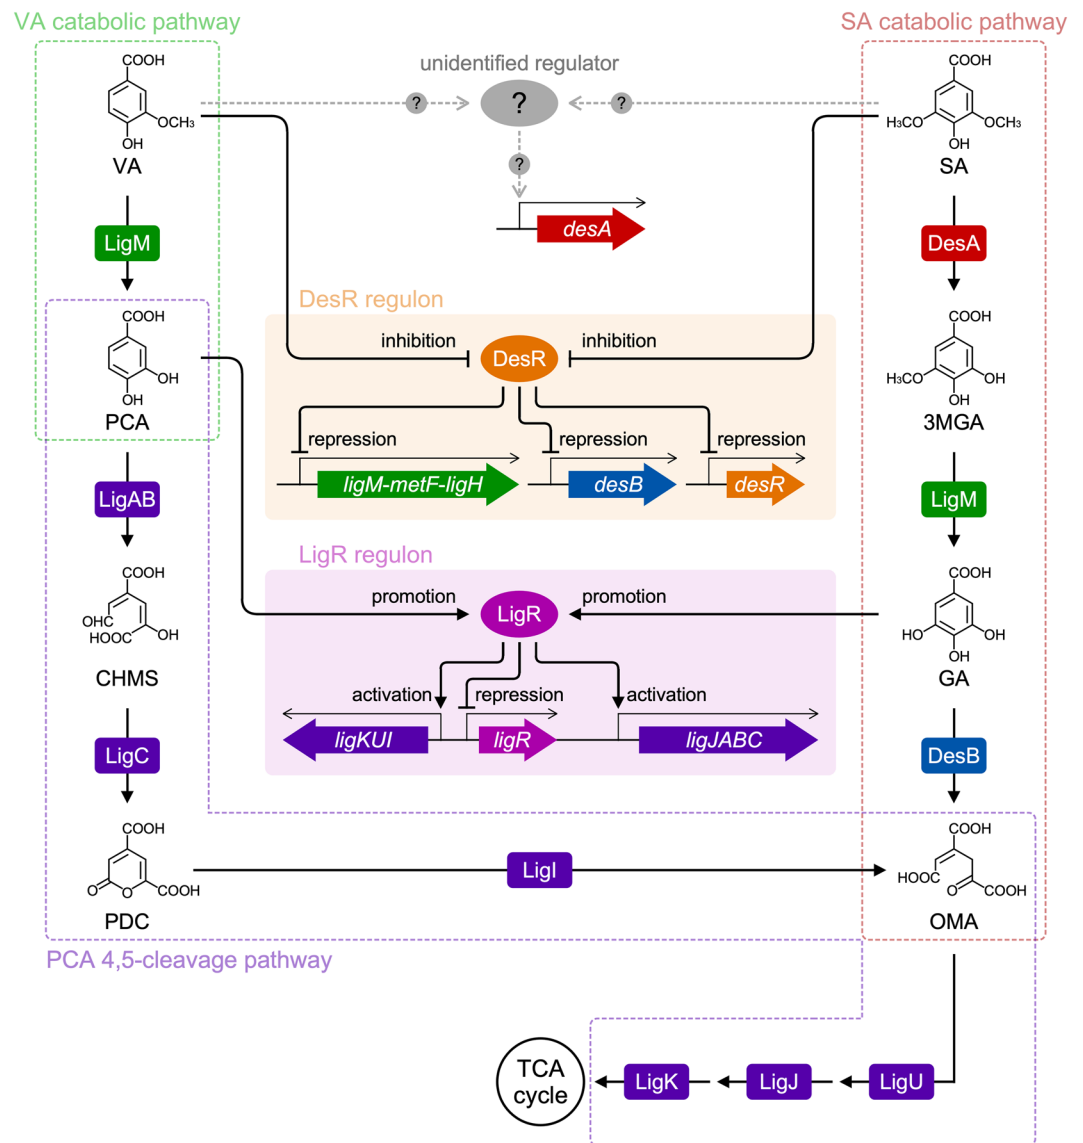 VA catabolic pathway
SA catabolic pathway
COOH
OCH3
OH
VA
unidentified regulator
?
?
?
?
desA
COOH
H3CO
OCH3
OH
SA
LigM
DesA
COOH
OH
OH
PCA
DesR regulon
inhibition
DesR
inhibition
repression
repression
repression
ligM-metF-ligH
desB
desR
COOH
H3CO
OH
OH
3MGA
LigAB
LigM
COOH
OHC
HOOC
OH
CHMS
LigR regulon
promotion
LigR
promotion
activation
repression
activation
ligKUI
ligR
ligJABC
COOH
HO
OH
OH
GA
LigC
DesB
COOH
O
O
COOH
PDC
LigI
COOH
HOOC
O
COOH
OMA
PCA 4,5-cleavage pathway
TCA
cycle
LigK
LigJ
LigU